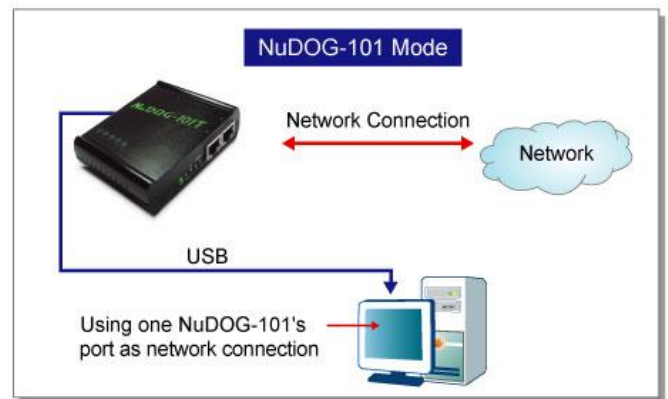 NuDOG-101 Mode
NuDOG-101T
Network Connection
Network
USB
Using one NuDOG-101's
port as network connection